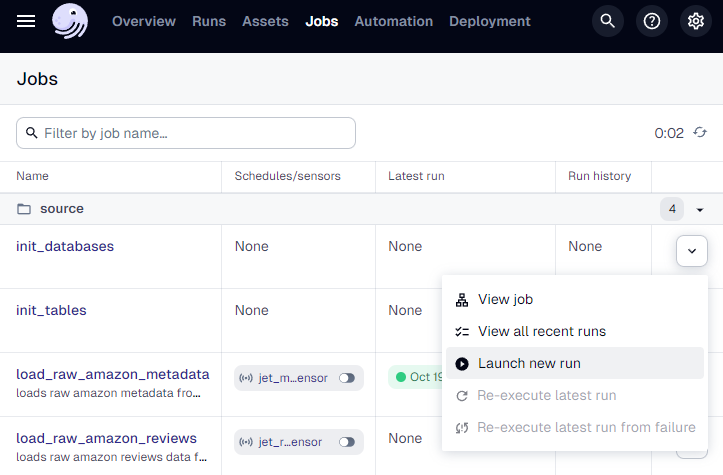 Overview Runs Assets Jobs Automation Deployment
Jobs
Filter by job name… 0:02
Name Schedules/sensors Latest run Run history
source 4
init_databases None None None
View job
init_tables None None
View all recent runs
Launch new run
load_raw_amazon_metadata jet_m…ensor Oct 19
loads raw amazon metadata fro…
Re-execute latest run
Re-execute latest run from failure
load_raw_amazon_reviews jet_r…ensor None
loads raw amazon reviews data f…